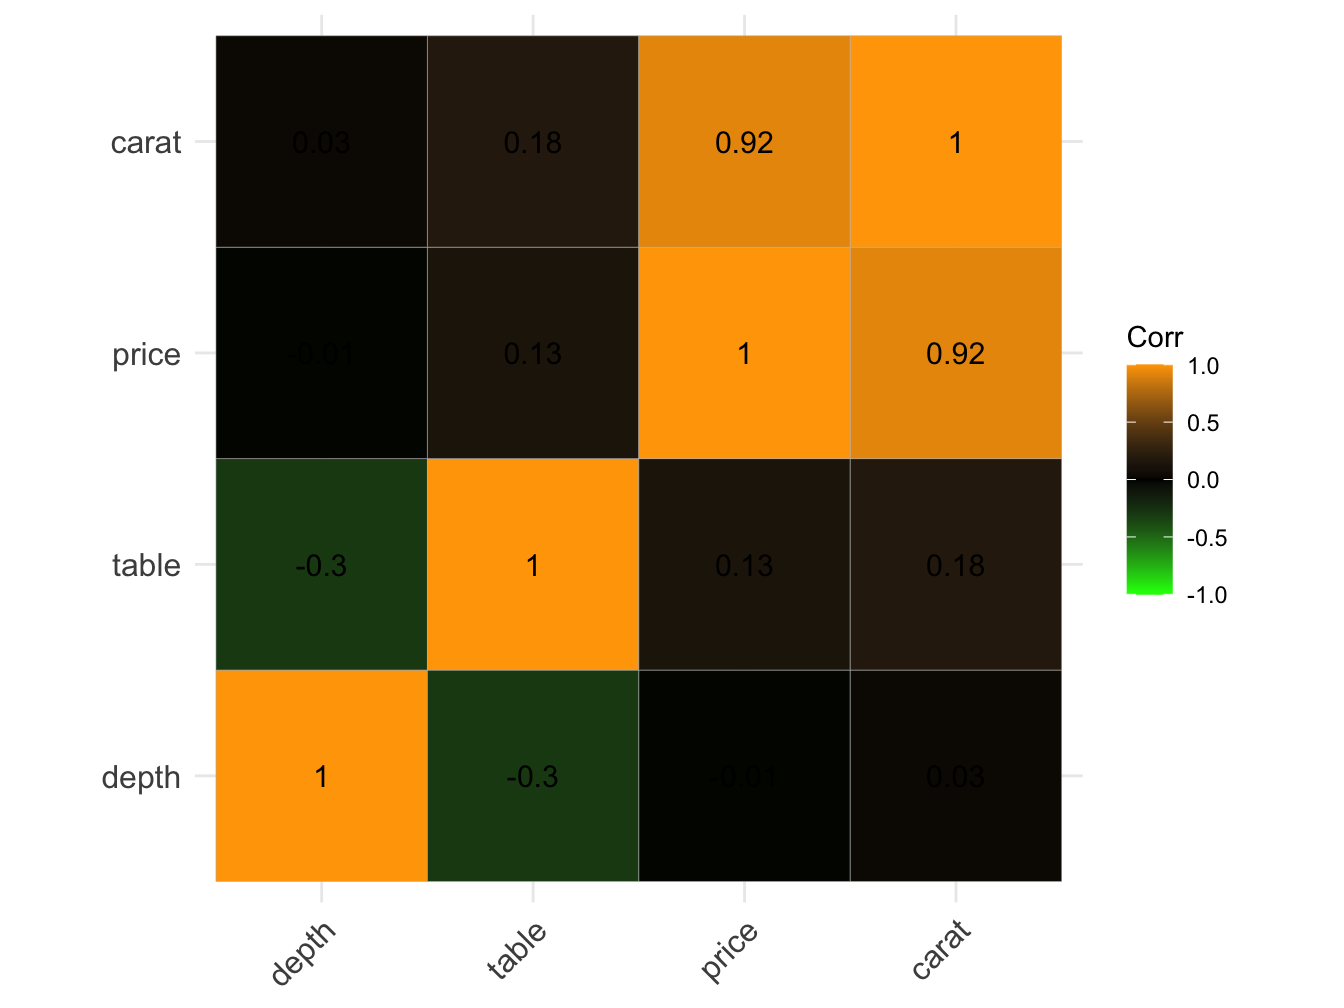 carat 0.03 0.18 0.92 1
price -0.01 0.13 1 0.92
table -0.3 1 0.13 0.18
depth 1 -0.3 -0.01 0.03
depth table price carat
Corr
1.0
0.5
0.0
-0.5
-1.0